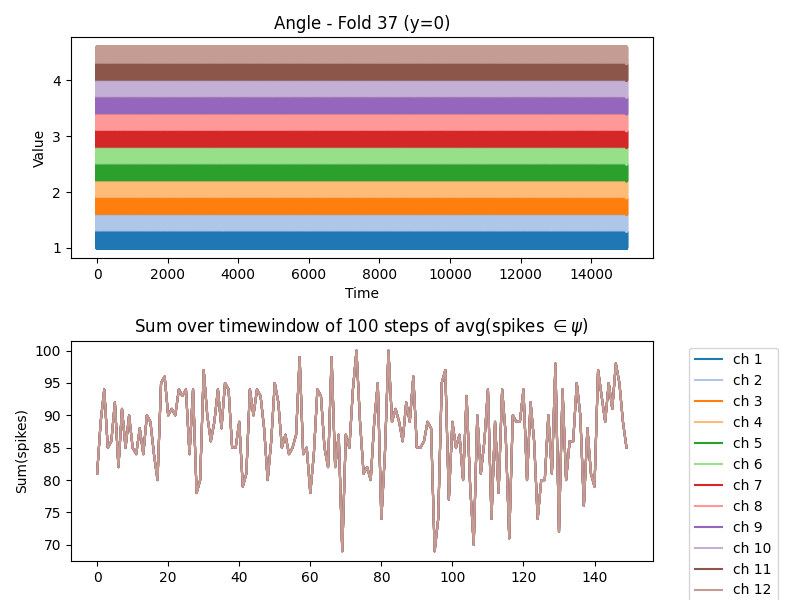 Angle - Fold 37 (y=0)
4
3
2
1
Value
0 2000 4000 6000 8000 10000 12000 14000
Time
Sum over timewindow of 100 steps of avg(spikes ∈ ψ)
100
95
90
85
80
75
70
Sum(spikes)
0 20 40 60 80 100 120 140
ch 1
ch 2
ch 3
ch 4
ch 5
ch 6
ch 7
ch 8
ch 9
ch 10
ch 11
ch 12